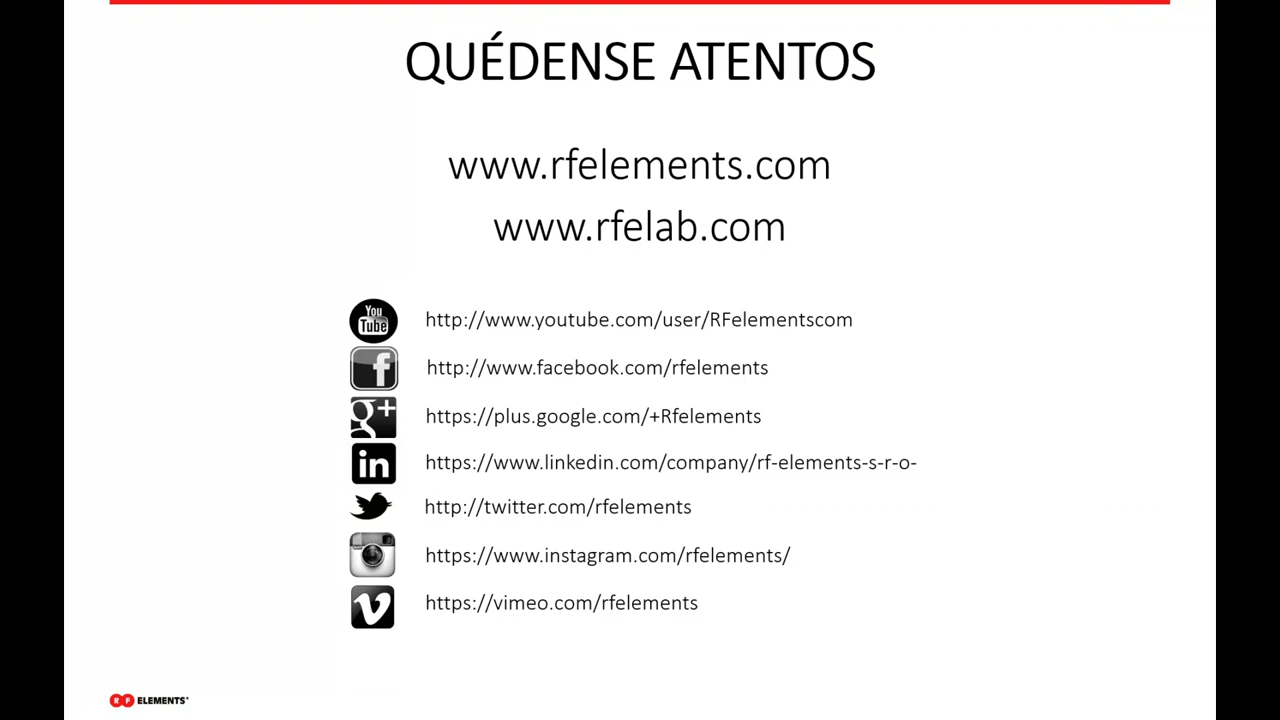 QUÉDENSE ATENTOS
www.rfelements.com
www.rfelab.com
You Tube http://www.youtube.com/user/RFelementscom
f http://www.facebook.com/rfelements
g+ https://plus.google.com/+Rfelements
in https://www.linkedin.com/company/rf-elements-s-r-o-
http://twitter.com/rfelements
https://www.instagram.com/rfelements/
v https://vimeo.com/rfelements
RF ELEMENTS®